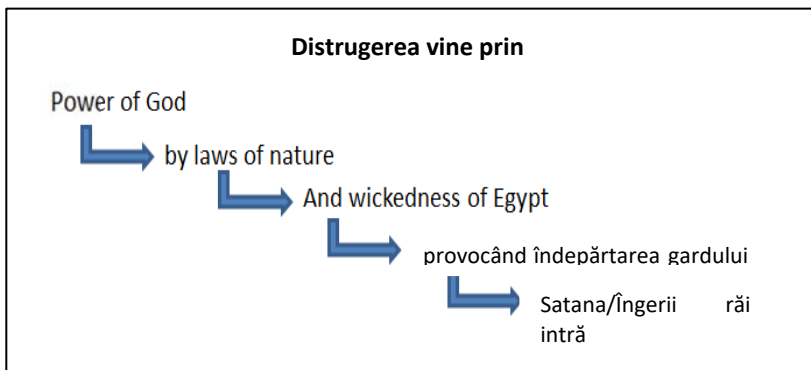 Distrugerea vine prin
Power of God
by laws of nature
And wickedness of Egypt
provocând îndepărtarea gardului
Satana/Îngerii răi
intră